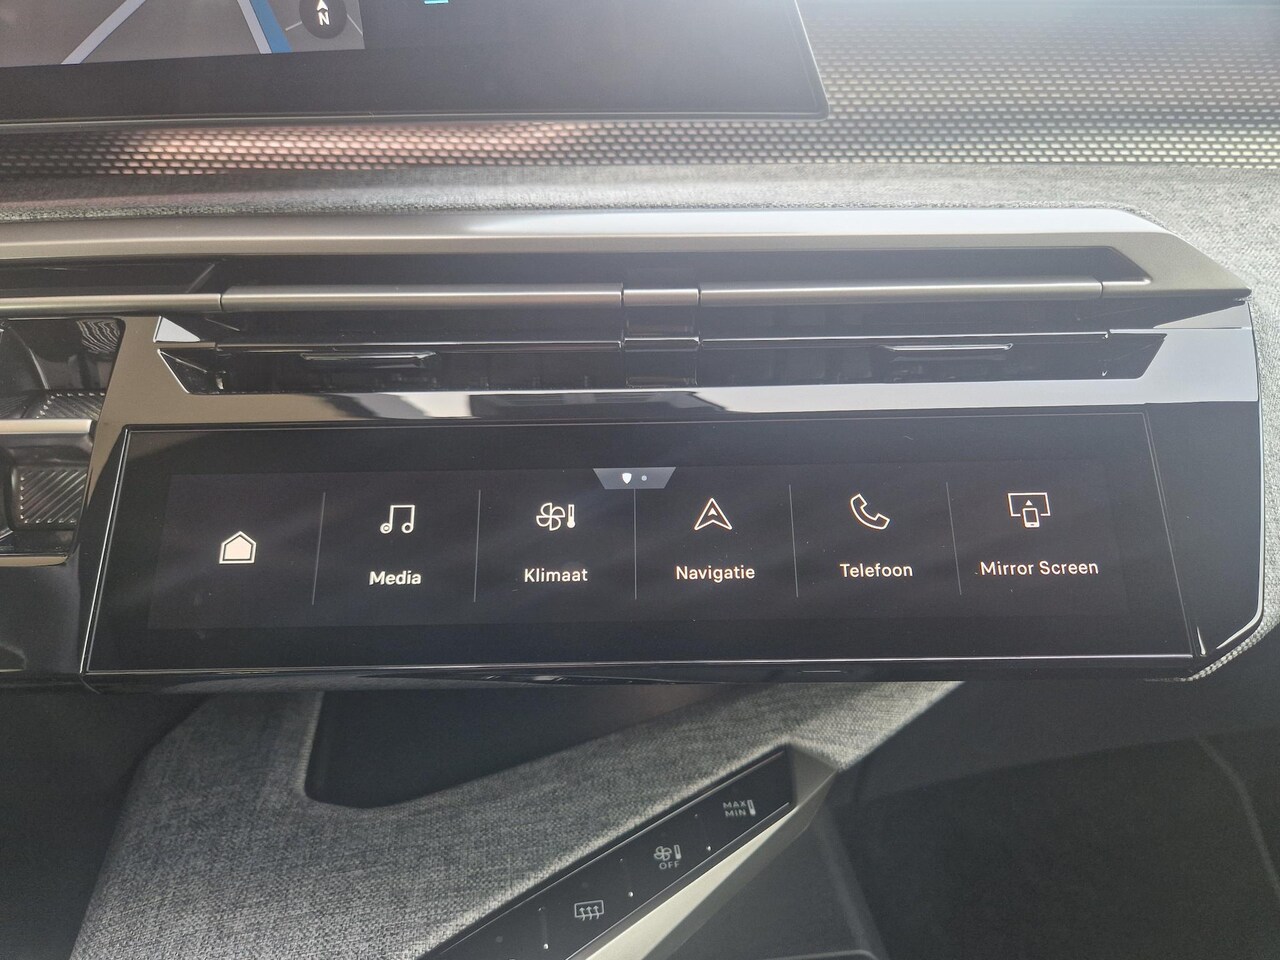 N
Media
Klimaat
Navigatie
Telefoon
Mirror Screen
MAX
MIN
OFF